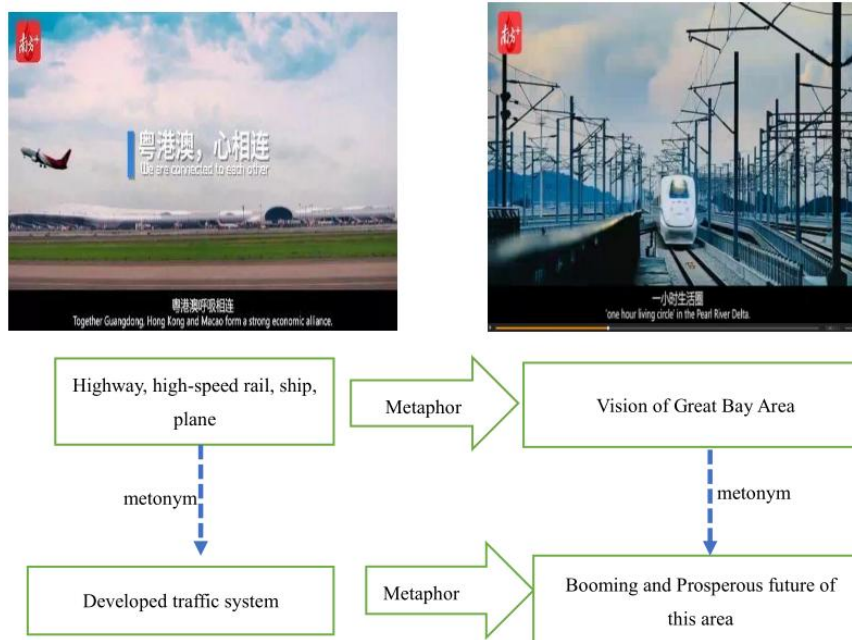 南方+
粤港澳，心相连
We are connected to each other
粤港澳呼吸相连
Together Guangdong, Hong Kong and Macao form a strong economic alliance.
南方+
一小时生活圈
'one hour living circle' in the Pearl River Delta.
Highway, high-speed rail, ship,
plane
Metaphor
Vision of Great Bay Area
metonym
metonym
Developed traffic system
Metaphor
Booming and Prosperous future of
this area